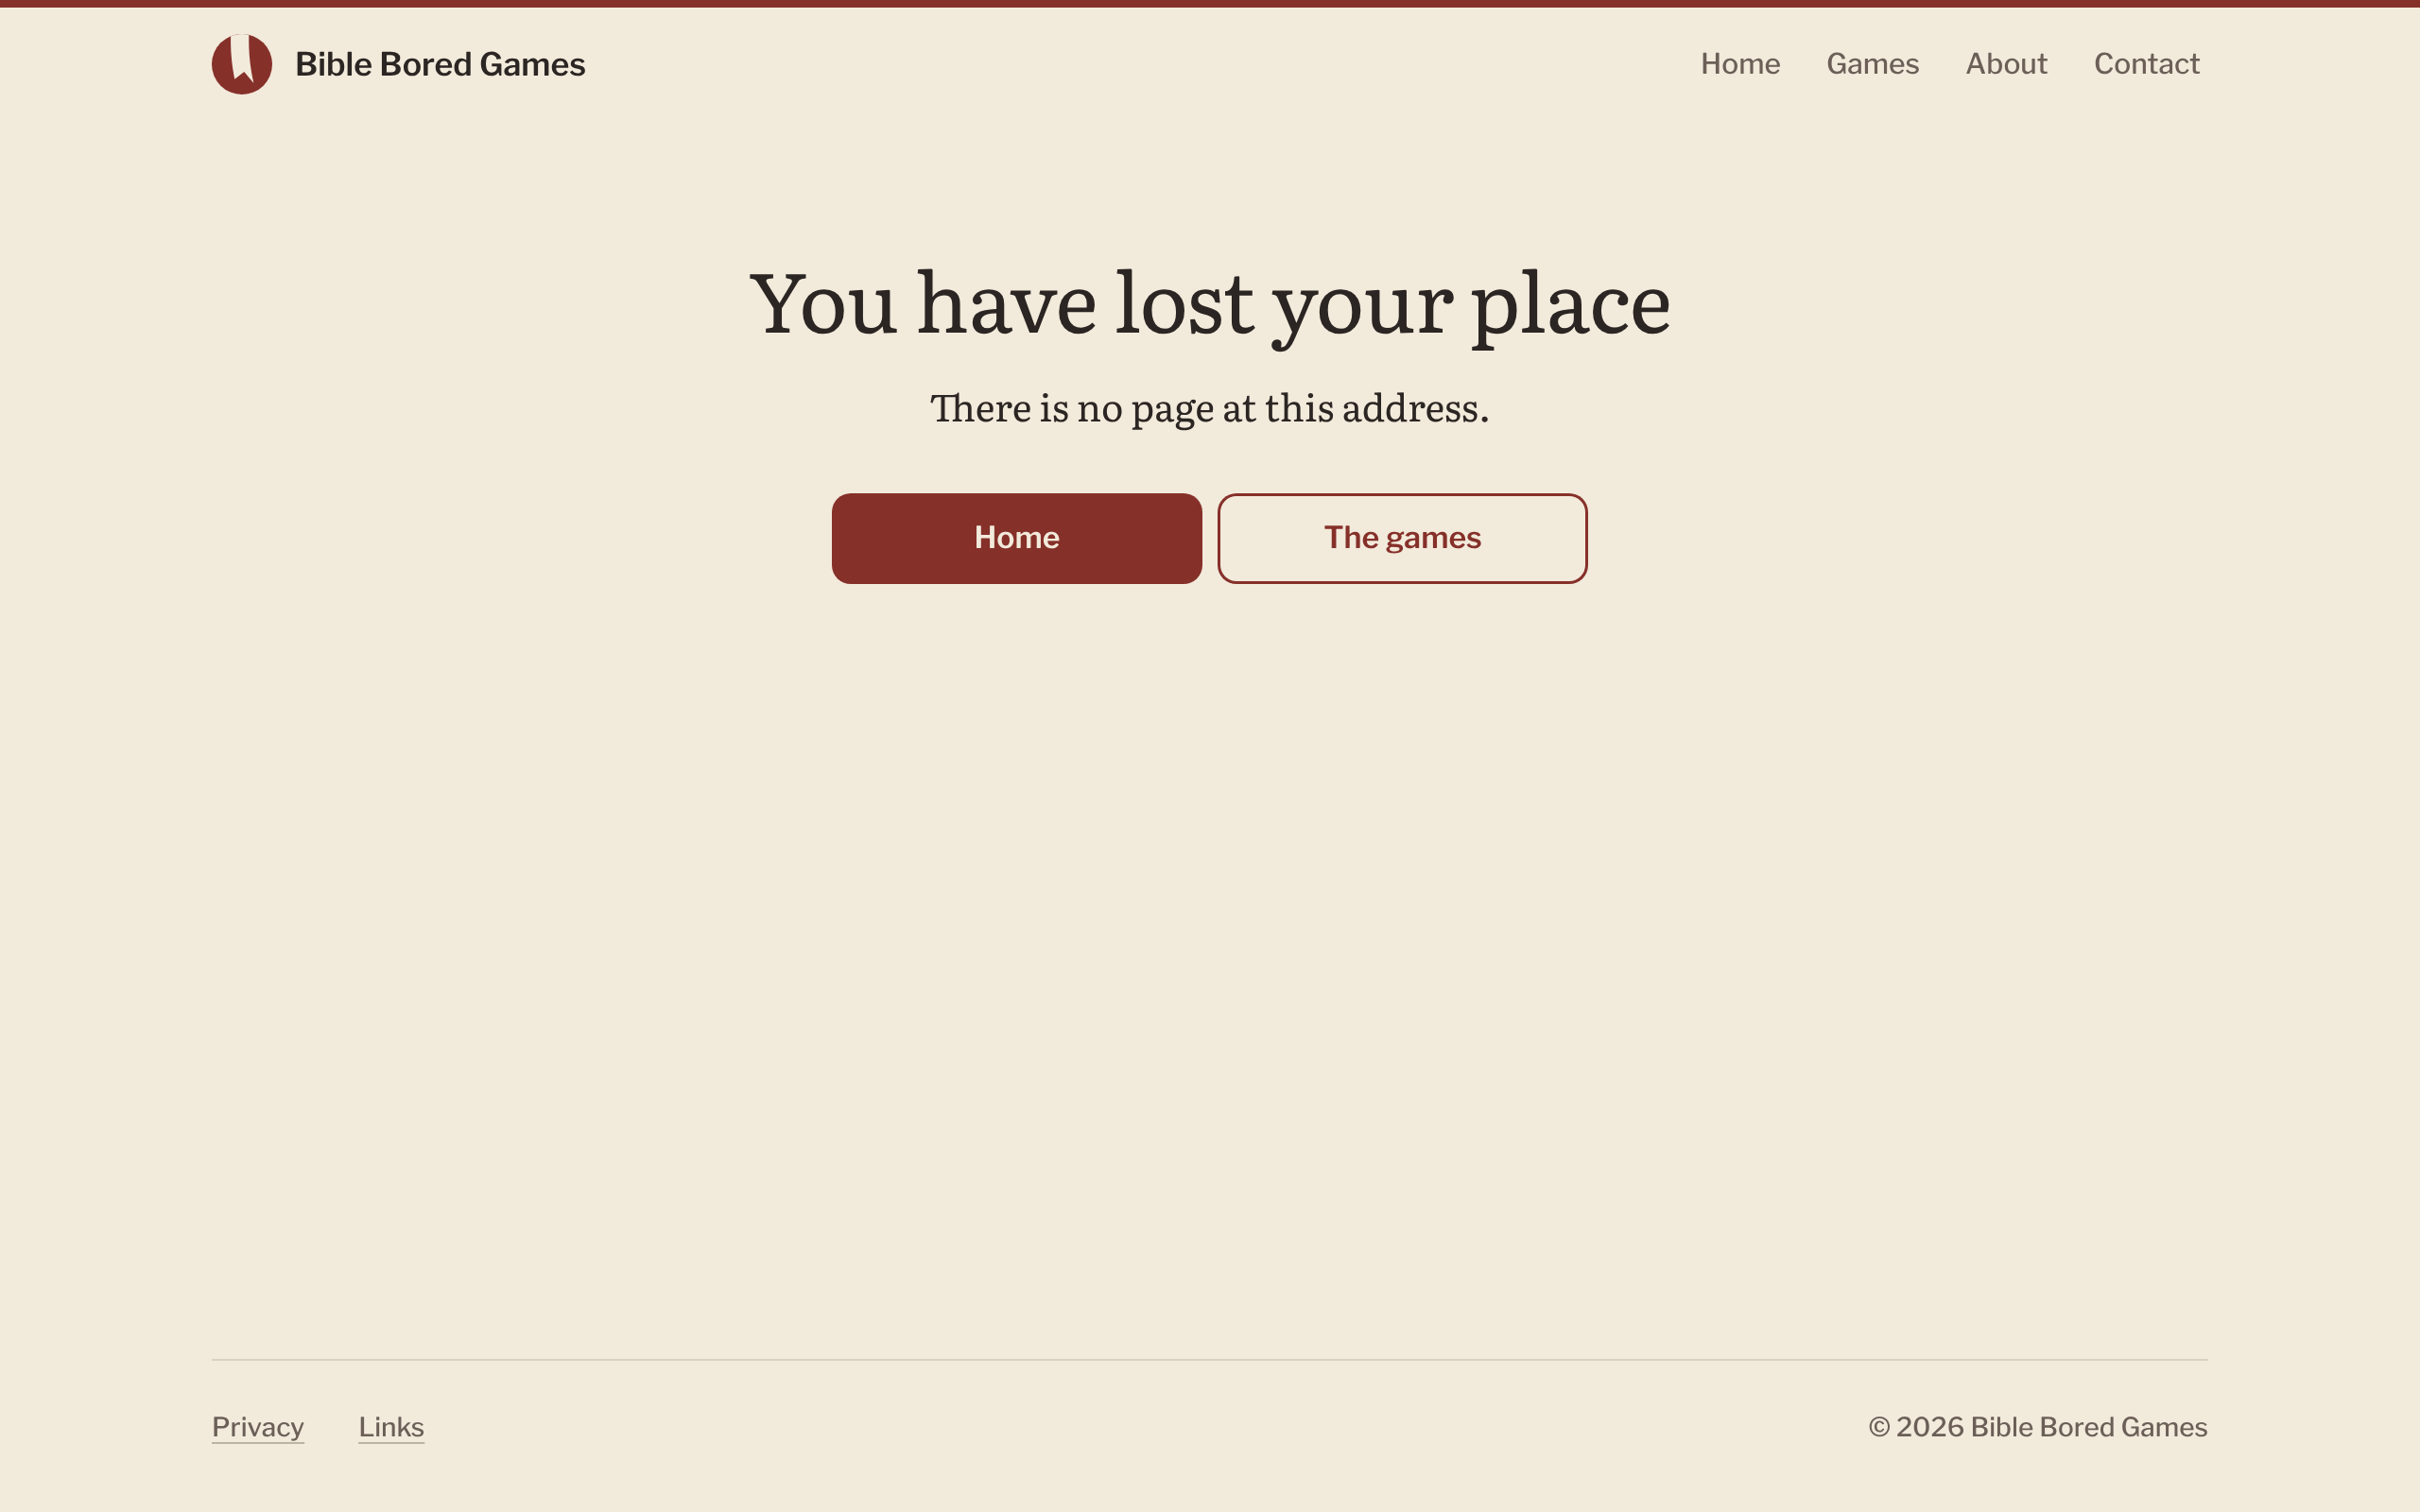 Bible Bored Games
Home Games About Contact
You have lost your place
There is no page at this address.
Home
The games
Privacy Links
© 2026 Bible Bored Games